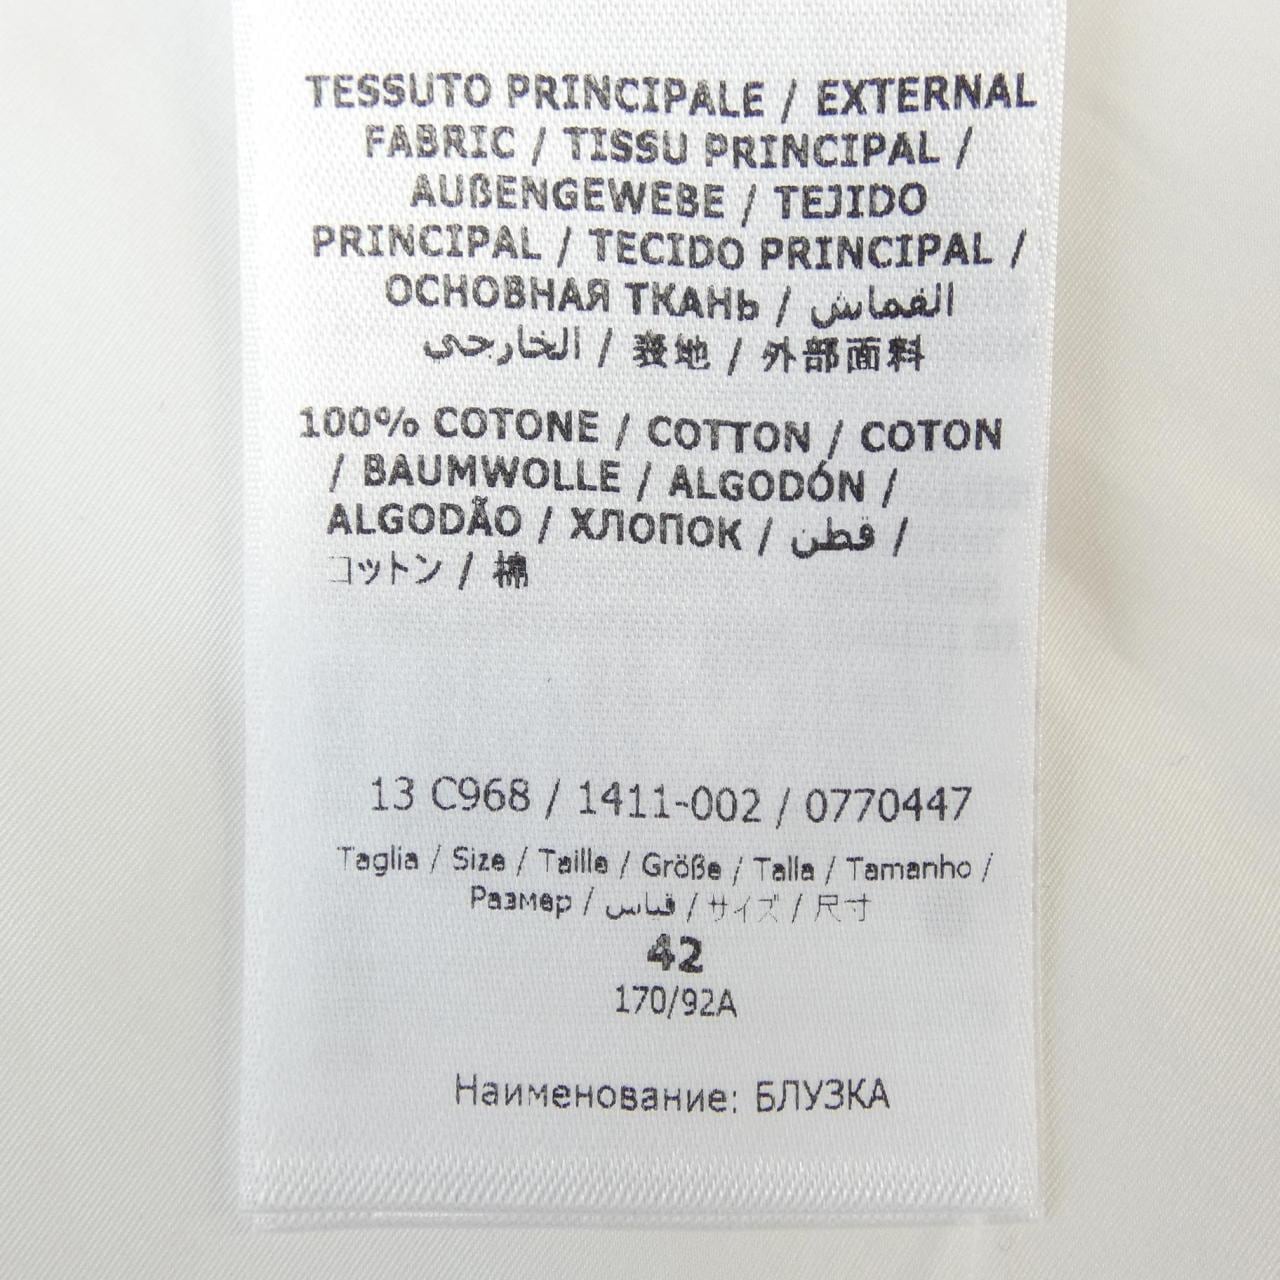 TESSUTO PRINCIPALE / EXTERNAL
FABRIC / TISSU PRINCIPAL /
AUßENGEWEBE / TEJIDO
PRINCIPAL / TECIDO PRINCIPAL /
ОСНОВНАЯ ТКАНЬ / القماش
الخارجي / 表地 / 外部面料
100% COTONE / COTTON / COTON
/ BAUMWOLLE / ALGODÓN /
ALGODÃO / ХЛОПОК / قطن /
コットン / 棉
13 C968 / 1411-002 / 0770447
Taglia / Size / Taille / Größe / Talla / Tamanho /
Размер / قياس / サイズ / 尺寸
42
170/92A
Наименование: БЛУЗКА